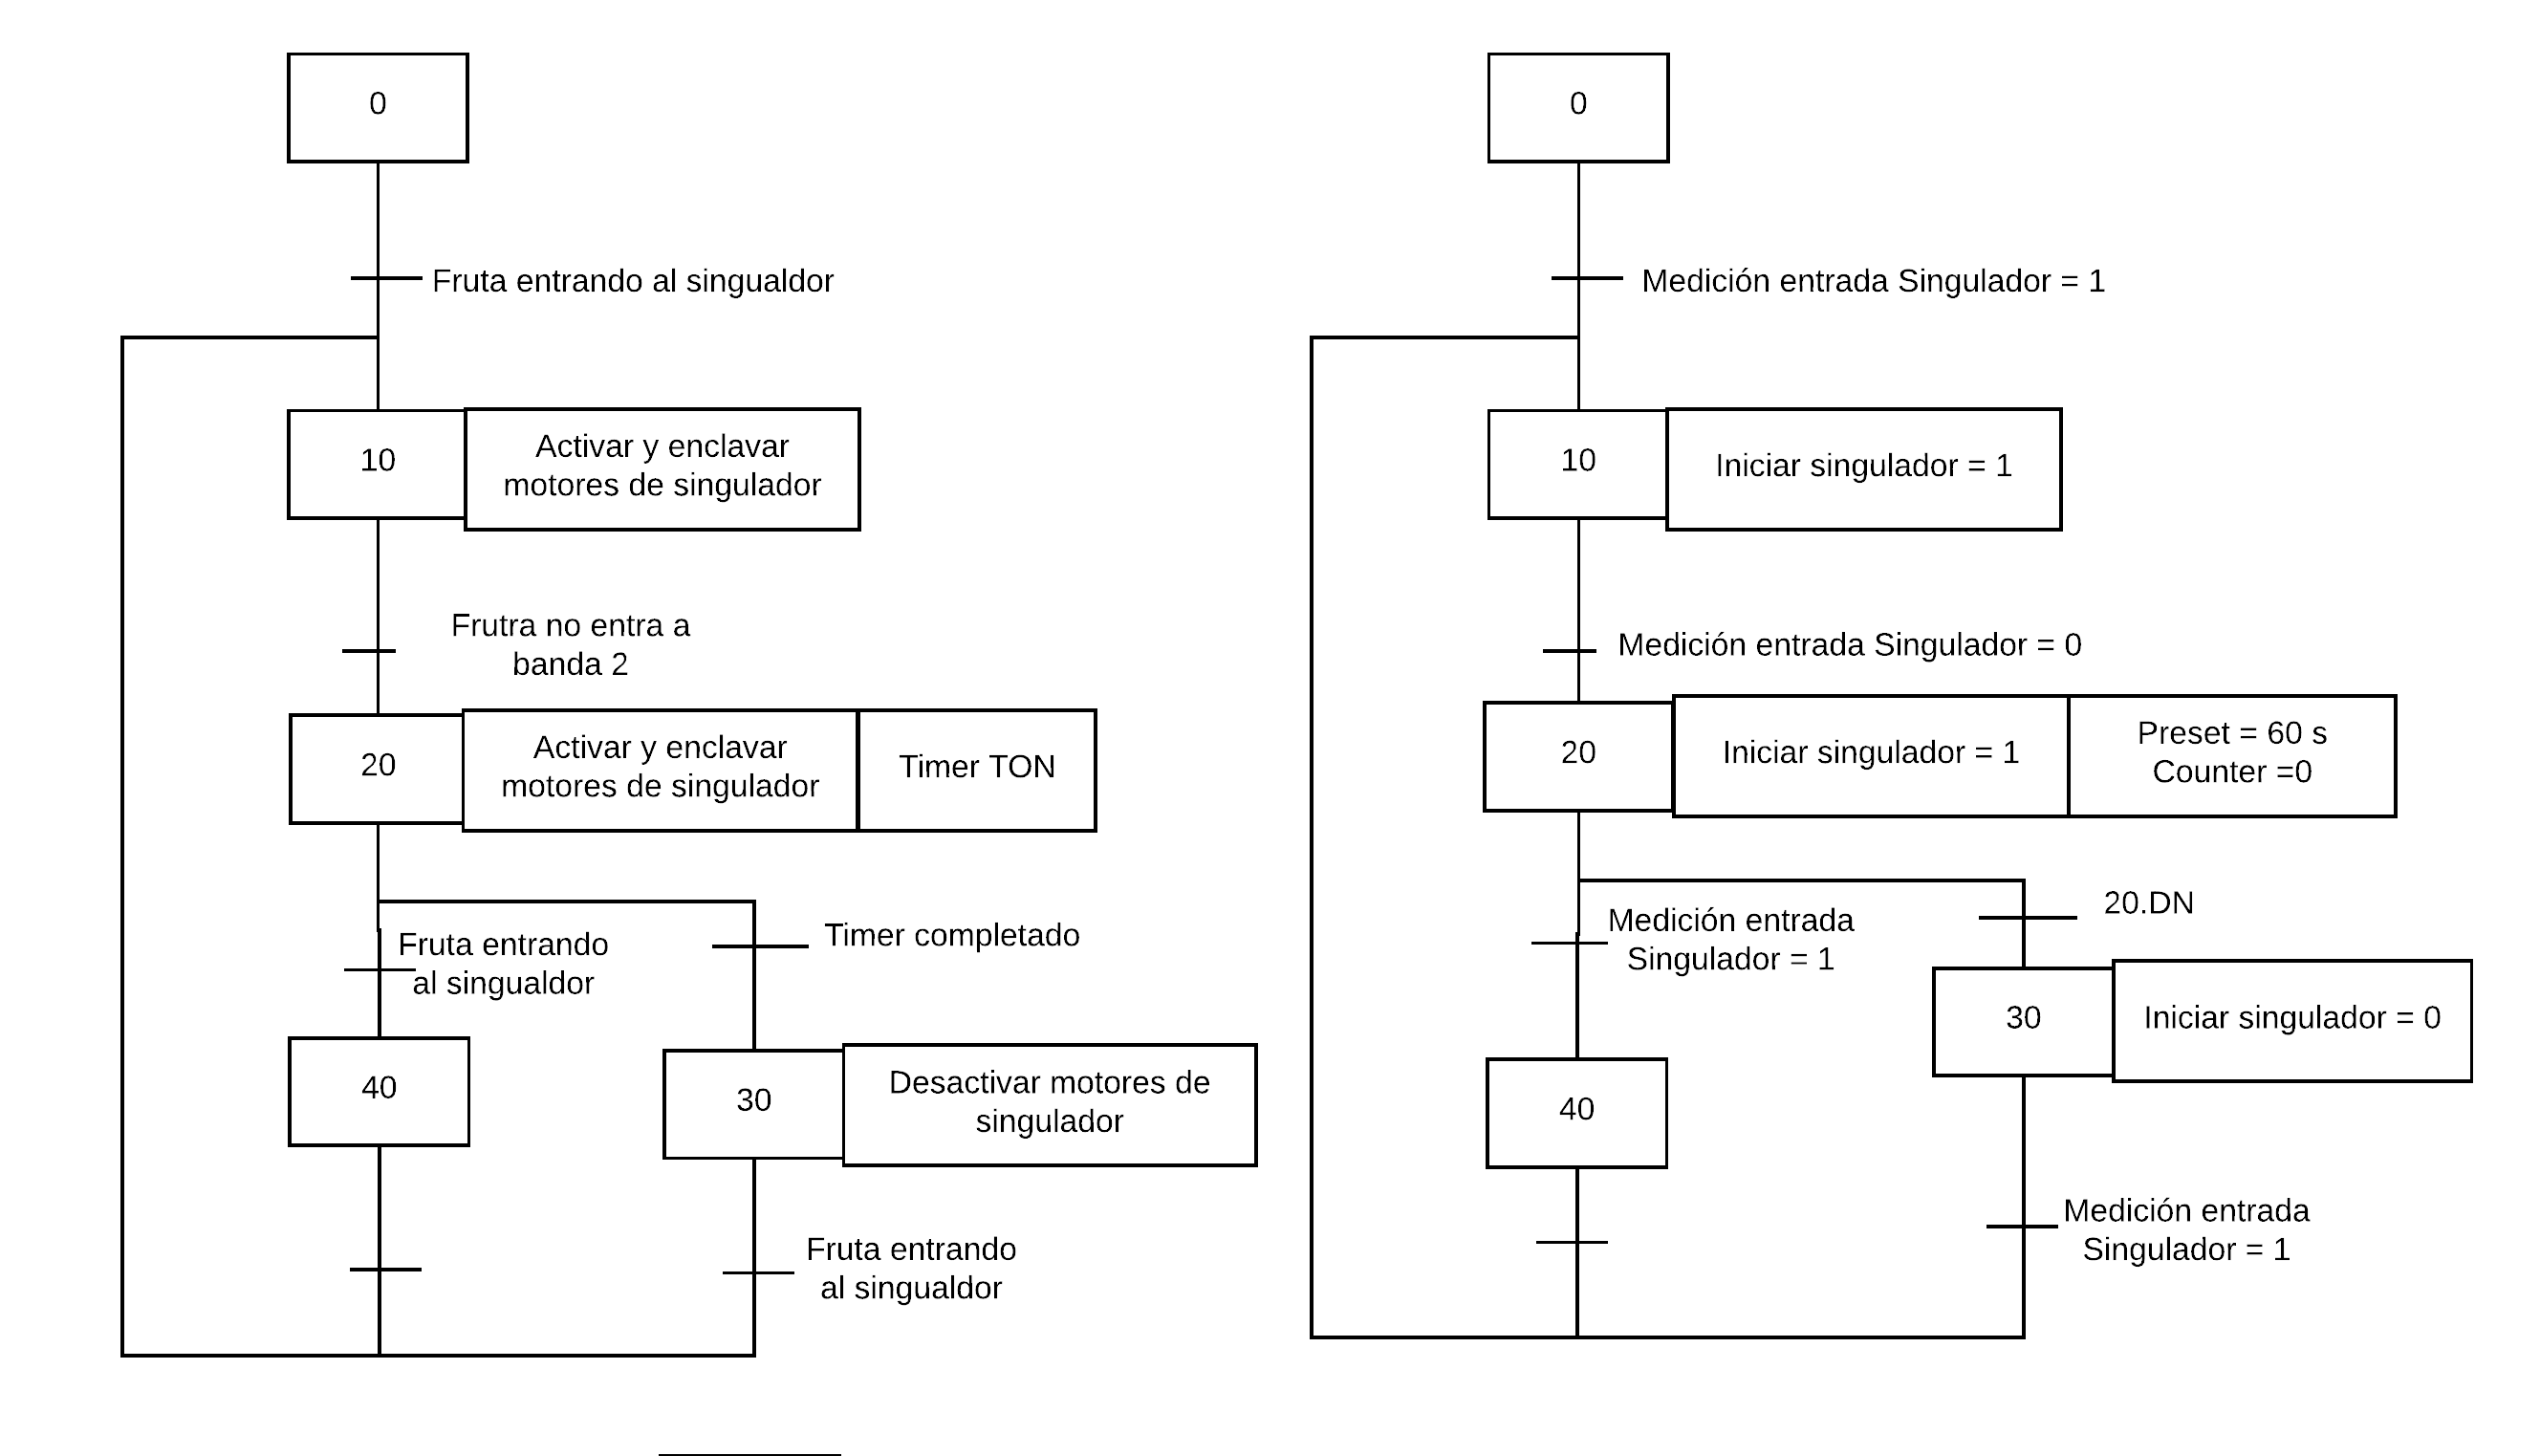 0
Fruta entrando al singualdor
10
Activar y enclavar
motores de singulador
Frutra no entra a
banda 2
20
Activar y enclavar
motores de singulador
Timer TON
Fruta entrando
al singualdor
Timer completado
40
30
Desactivar motores de
singulador
Fruta entrando
al singualdor
0
Medición entrada Singulador = 1
10
Iniciar singulador = 1
Medición entrada Singulador = 0
20
Iniciar singulador = 1
Preset = 60 s
Counter =0
Medición entrada
Singulador = 1
20.DN
30
Iniciar singulador = 0
40
Medición entrada
Singulador = 1